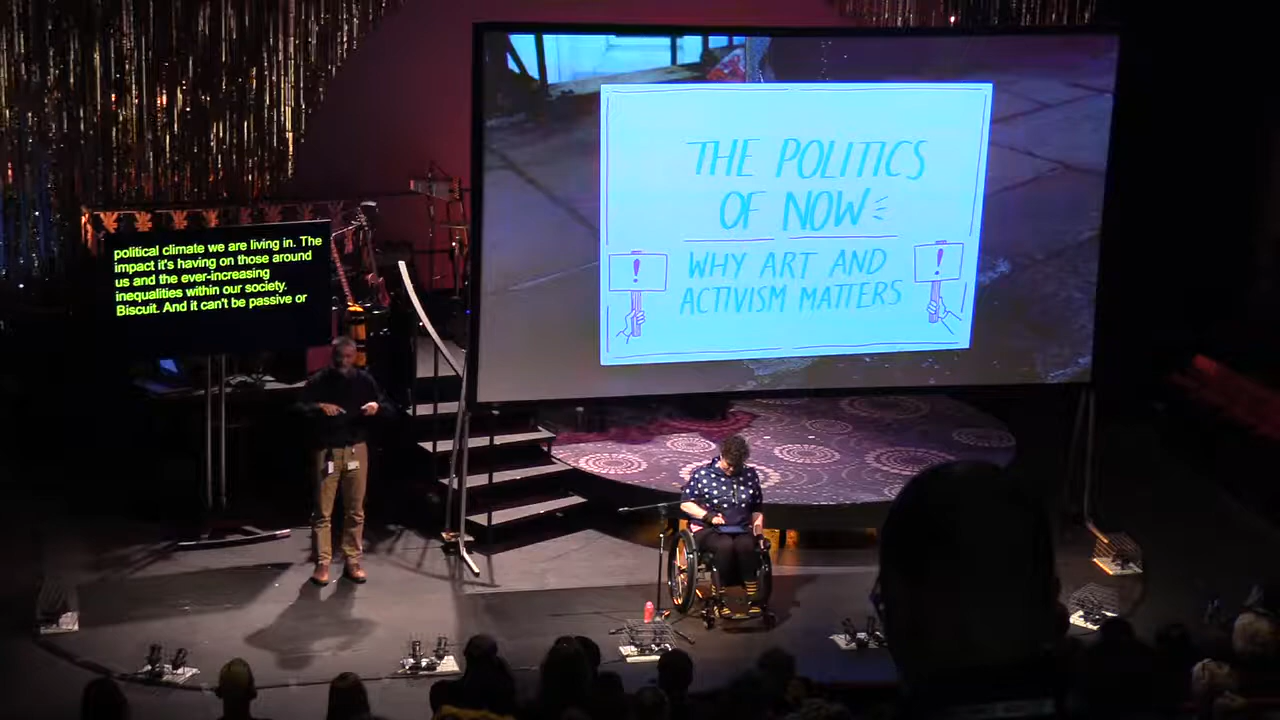 political climate we are living in. The
impact it's having on those around
us and the ever-increasing
inequalities within our society.
Biscuit. And it can't be passive or
THE POLITICS
OF NOW
WHY ART AND
ACTIVISM MATTERS
!
!